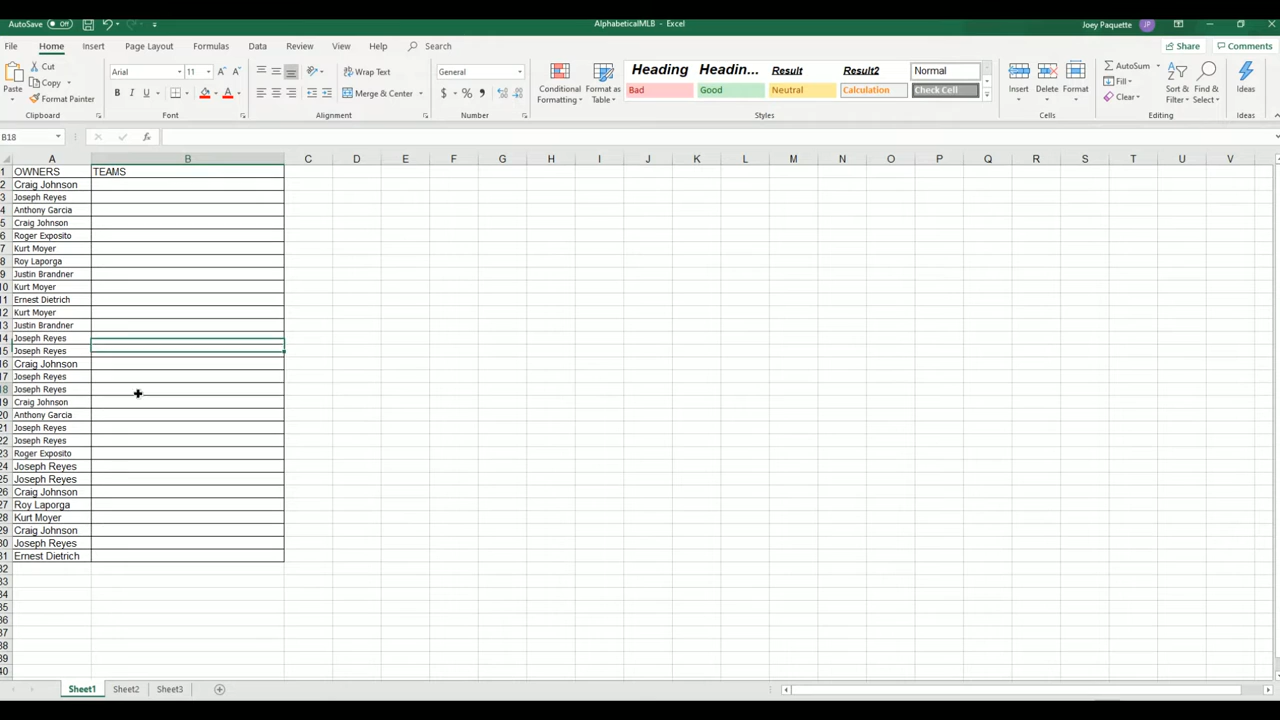 AutoSave Off AlphabeticalMLB - Excel Joey Paquette JP
File Home Insert Page Layout Formulas Data Review View Help Search Share Comments
Paste Cut Copy Format Painter Clipboard
Arial 11 B I U Font
Wrap Text Merge & Center Alignment
General $ % , Number
Conditional Formatting Format as Table
Heading Headin... Result Result2 Normal
Bad Good Neutral Calculation Check Cell
Styles
Insert Delete Format Cells
AutoSum Fill Clear Sort & Filter Find & Select Editing
Ideas Ideas
B18 fx
A B C D E F G H I J K L M N O P Q R S T U V
1 OWNERS TEAMS
2 Craig Johnson
3 Joseph Reyes
4 Anthony Garcia
5 Craig Johnson
6 Roger Exposito
7 Kurt Moyer
8 Roy Laporga
9 Justin Brandner
10 Kurt Moyer
11 Ernest Dietrich
12 Kurt Moyer
13 Justin Brandner
14 Joseph Reyes
15 Joseph Reyes
16 Craig Johnson
17 Joseph Reyes
18 Joseph Reyes
19 Craig Johnson
20 Anthony Garcia
21 Joseph Reyes
22 Joseph Reyes
23 Roger Exposito
24 Joseph Reyes
25 Joseph Reyes
26 Craig Johnson
27 Roy Laporga
28 Kurt Moyer
29 Craig Johnson
30 Joseph Reyes
31 Ernest Dietrich
32
33
34
35
36
37
38
39
40
Sheet1 Sheet2 Sheet3